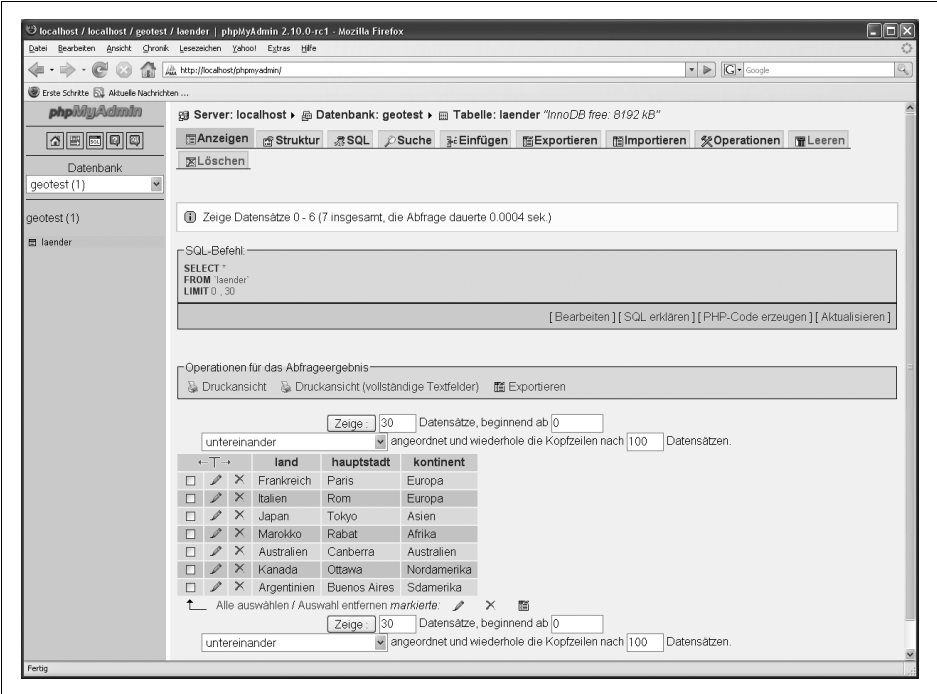 localhost / localhost / geotest / laender | phpMyAdmin 2.10.0-rc1 - Mozilla Firefox
Datei Bearbeiten Ansicht Chronik Lesezeichen Yahoo! Extras Hilfe
http://localhost/phpmyadmin/
Google
Erste Schritte Aktuelle Nachrichten ...
phpMyAdmin
SQL
Datenbank
geotest (1)
geotest (1)
laender
Server: localhost Datenbank: geotest Tabelle: laender "InnoDB free: 8192 kB"
Anzeigen Struktur SQL Suche Einfügen Exportieren Importieren Operationen Leeren
Löschen
Zeige Datensätze 0 - 6 (7 insgesamt, die Abfrage dauerte 0.0004 sek.)
SQL-Befehl:
SELECT *
FROM `laender`
LIMIT 0 , 30
[ Bearbeiten ] [ SQL erklären ] [ PHP-Code erzeugen ] [ Aktualisieren ]
Operationen für das Abfrageergebnis
Druckansicht Druckansicht (vollständige Textfelder) Exportieren
Zeige : 30 Datensätze, beginnend ab 0
untereinander angeordnet und wiederhole die Kopfzeilen nach 100 Datensätzen.
←T→ land hauptstadt kontinent
Frankreich Paris Europa
Italien Rom Europa
Japan Tokyo Asien
Marokko Rabat Afrika
Australien Canberra Australien
Kanada Ottawa Nordamerika
Argentinien Buenos Aires Sdamerika
Alle auswählen / Auswahl entfernen markierte:
Zeige : 30 Datensätze, beginnend ab 0
untereinander angeordnet und wiederhole die Kopfzeilen nach 100 Datensätzen.
Fertig